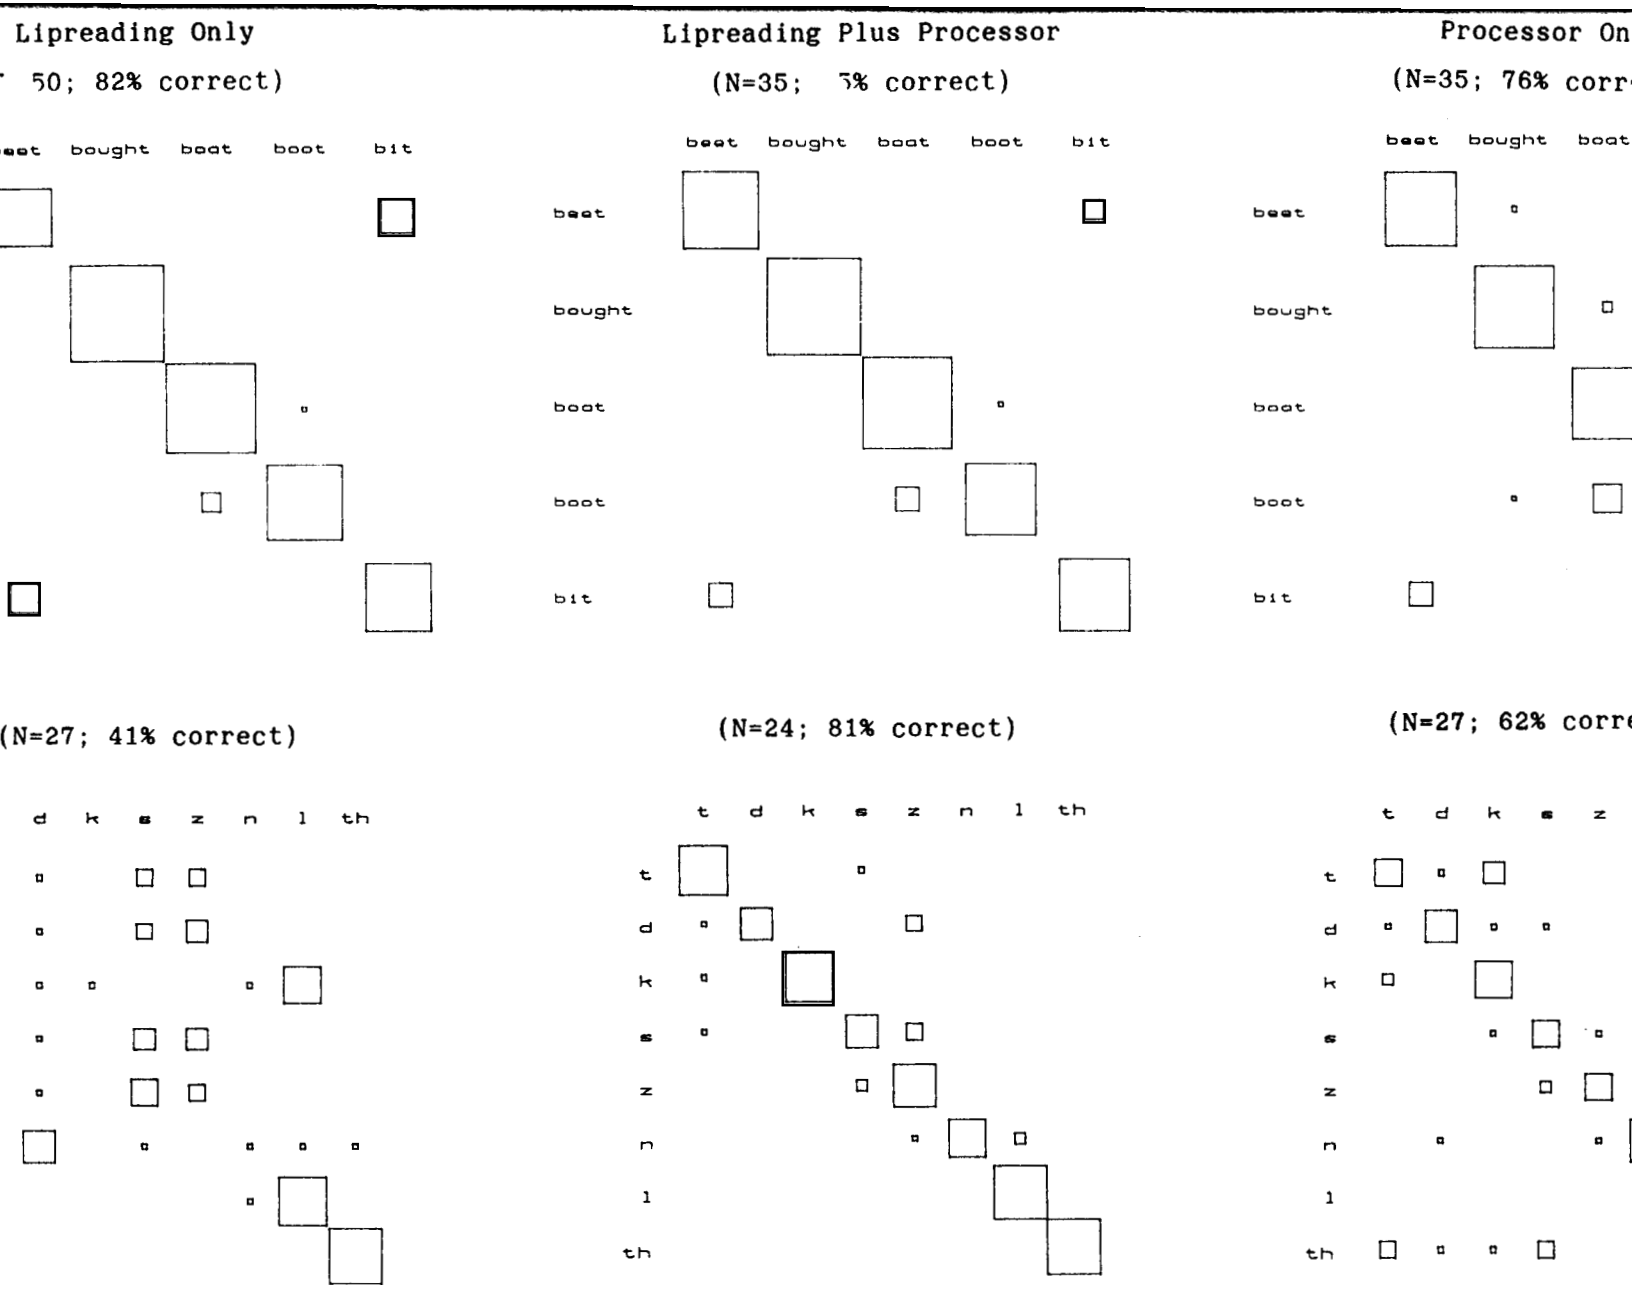 Lipreading Only Lipreading Plus Processor Processor On
50; 82% correct) (N=35; 5% correct) (N=35; 76% corr
bought boat boot bit beet bought boat boot bit beet bought boat
beet beet
bought bought
boat boat
boot boot
bit bit
(N=27; 41% correct) (N=24; 81% correct) (N=27; 62% corre
d k s z n l th t d k s z n l th t d k s z
t t
d d
k k
s s
z z
n n
l l
th th